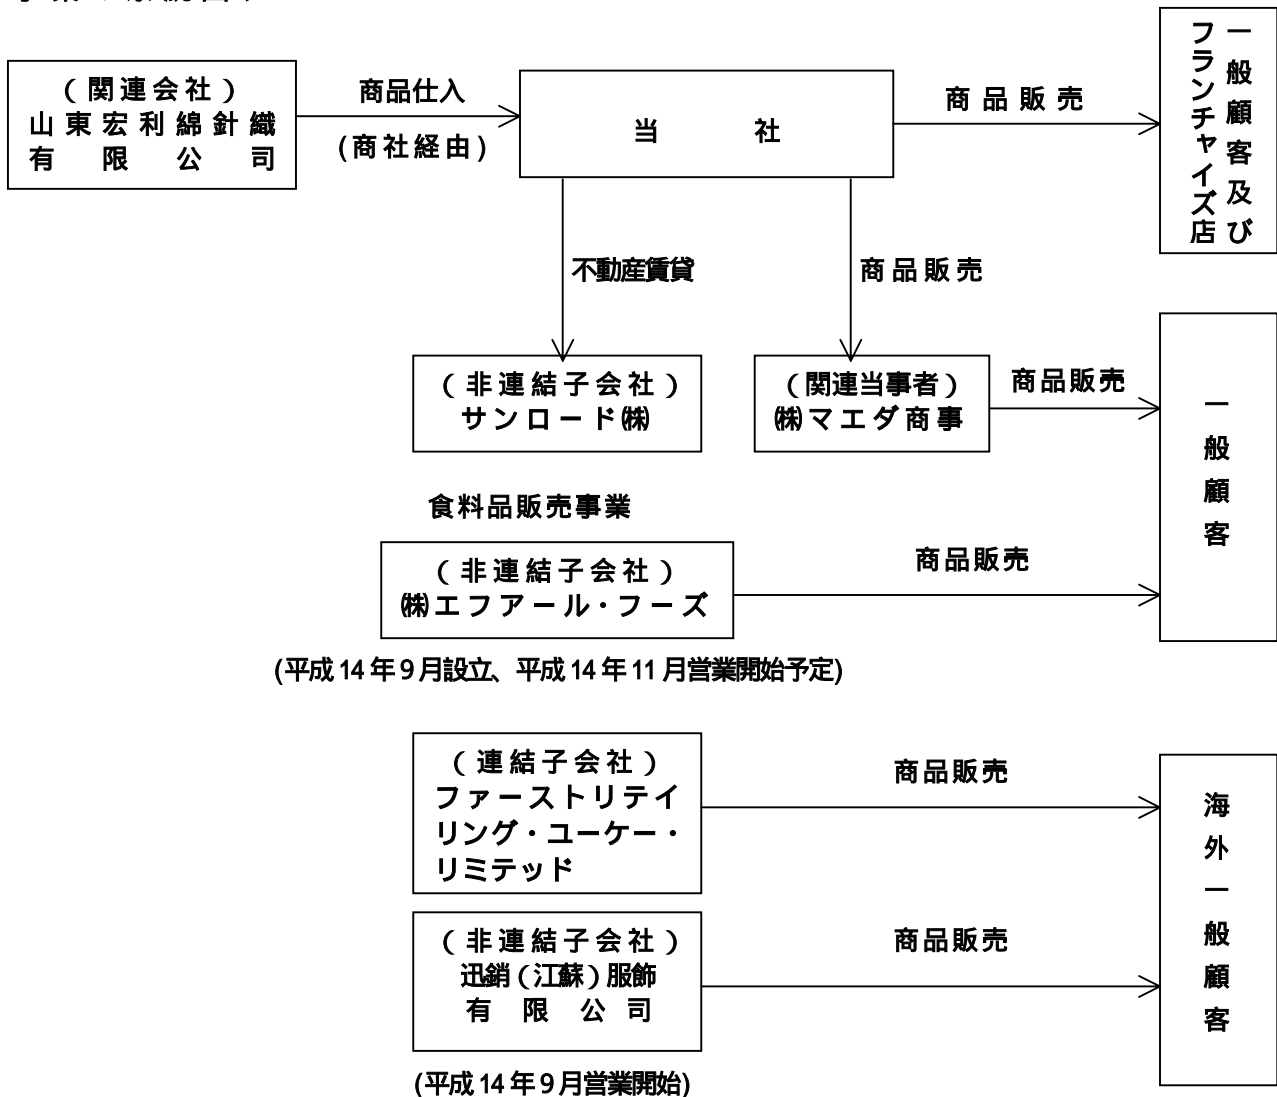 （関連会社）
山東宏利綿針織
有限公司
商品仕入
(商社経由)
当社
商品販売
一般顧客及び
フランチャイズ店
不動産賃貸
商品販売
（非連結子会社）
サンロード㈱
（関連当事者）
㈱マエダ商事
商品販売
一般顧客
食料品販売事業
（非連結子会社）
㈱エフアール・フーズ
商品販売
(平成14年9月設立、平成14年11月営業開始予定)
（連結子会社）
ファーストリテイ
リング・ユーケー・
リミテッド
商品販売
海外一般顧客
（非連結子会社）
迅銷（江蘇）服飾
有限公司
商品販売
(平成14年9月営業開始)